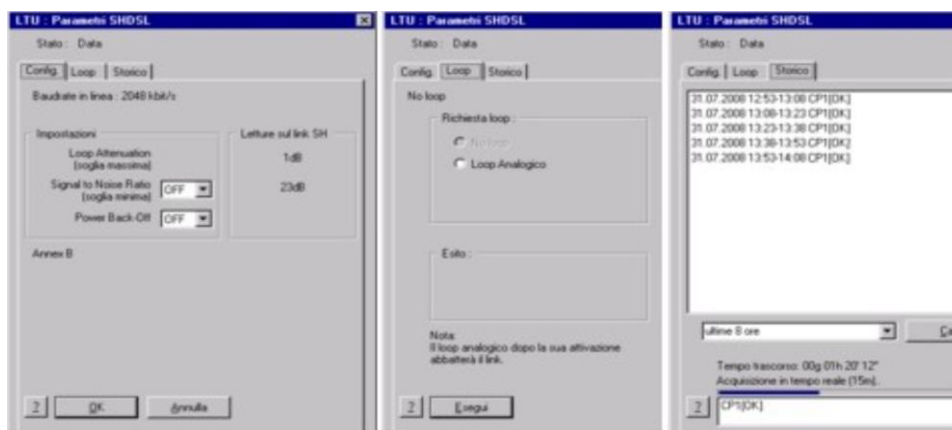 LTU : Parametri SHDSL
Stato : Data
Config. Loop Storico
Baudrate in linea : 2048 kbit/s
Impostazioni
Loop Attenuation
(soglia massima)
Signal to Noise Ratio
(soglia minima)
OFF
Power Back-Off
OFF
Letture sul link SH
1dB
23dB
Annex B
? OK Annulla
LTU : Parametri SHDSL
Stato : Data
Config. Loop Storico
No loop
Richiesta loop :
No loop
Loop Analogico
Esito :
Nota:
Il loop analogico dopo la sua attivazione
abbatterà il link.
? Esegui
LTU : Parametri SHDSL
Stato : Data
Config. Loop Storico
31.07.2008 12:53-13:08 CP1[OK]
31.07.2008 13:08-13:23 CP1[OK]
31.07.2008 13:23-13:38 CP1[OK]
31.07.2008 13:38-13:53 CP1[OK]
31.07.2008 13:53-14:08 CP1[OK]
ultime 8 ore
Tempo trascorso: 00g 01h 20' 12"
Acquisizione in tempo reale (15m)..
? CP1[OK]